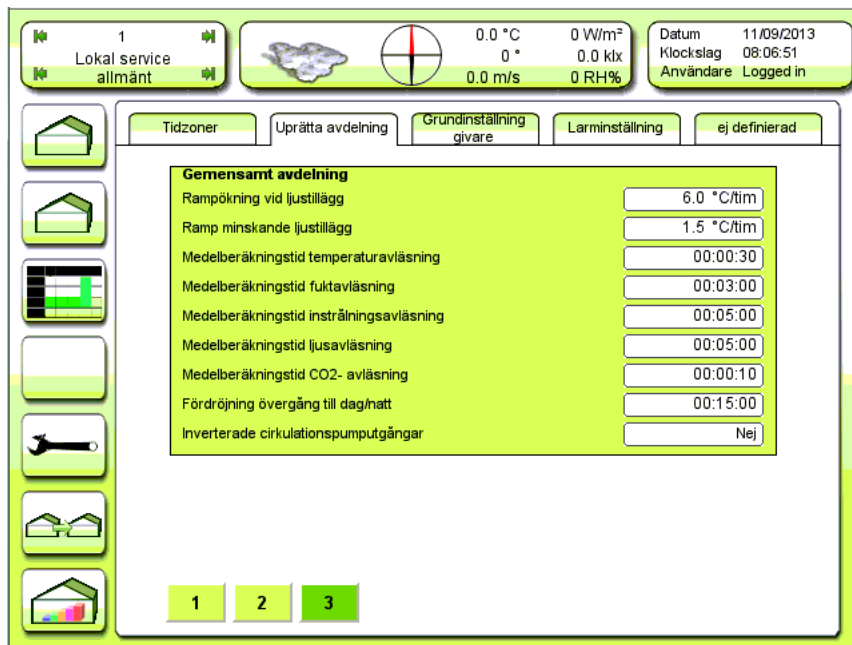 1
Lokal service
allmänt
0.0 °C
0 °
0.0 m/s
0 W/m²
0.0 klx
0 RH%
Datum 11/09/2013
Klockslag 08:06:51
Användare Logged in
Tidzoner
Uprätta avdelning
Grundinställning
givare
Larminställning
ej definierad
Gemensamt avdelning
Rampökning vid ljustillägg 6.0 °C/tim
Ramp minskande ljustillägg 1.5 °C/tim
Medelberäkningstid temperaturavläsning 00:00:30
Medelberäkningstid fuktavläsning 00:03:00
Medelberäkningstid instrålningsavläsning 00:05:00
Medelberäkningstid ljusavläsning 00:05:00
Medelberäkningstid CO2- avläsning 00:00:10
Fördröjning övergång till dag/natt 00:15:00
Inverterade cirkulationspumputgångar Nej
1 2 3